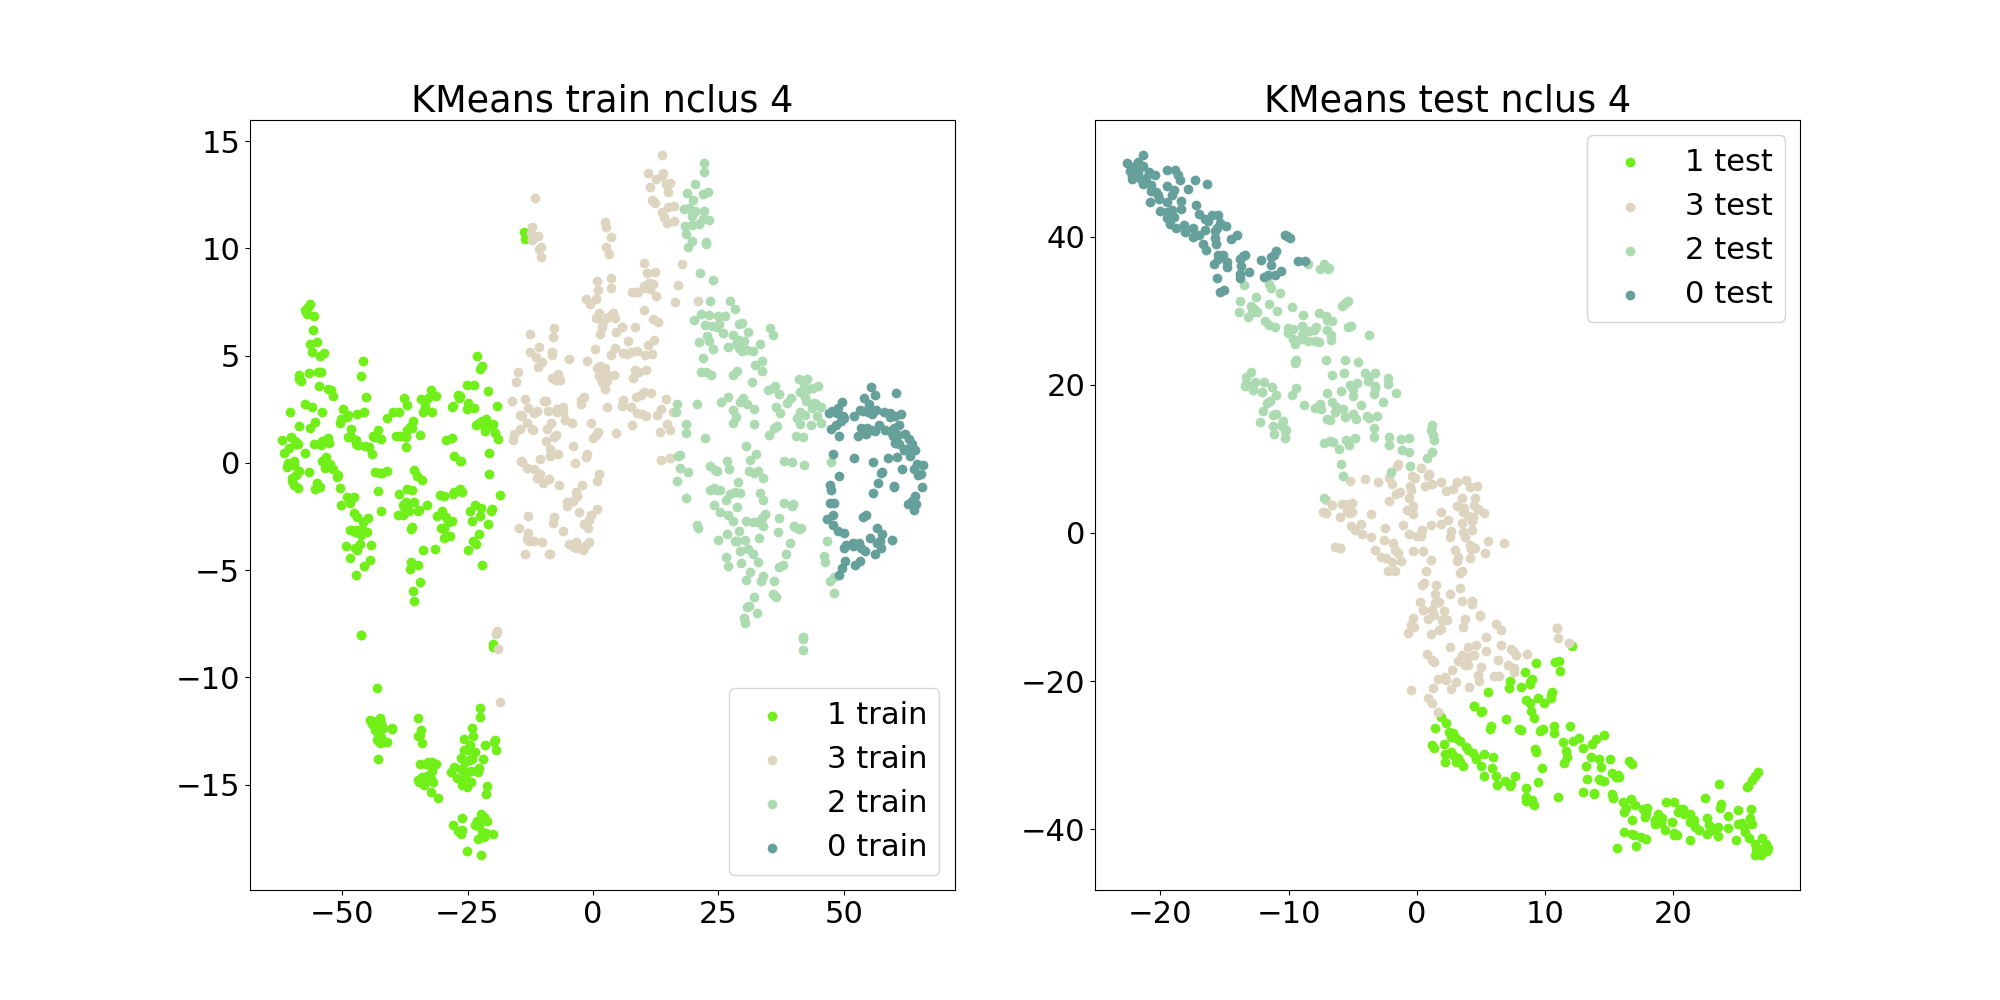 KMeans train nclus 4
15
10
5
0
−5
−10
−15
−50
−25
0
25
50
1 train
3 train
2 train
0 train
KMeans test nclus 4
40
20
0
−20
−40
−20
−10
0
10
20
1 test
3 test
2 test
0 test